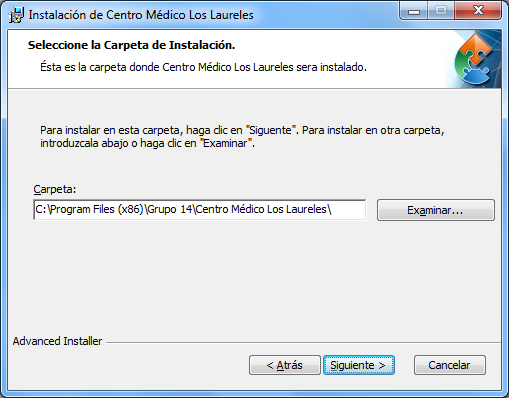 Instalación de Centro Médico Los Laureles
Seleccione la Carpeta de Instalación.
Ésta es la carpeta donde Centro Médico Los Laureles sera instalado.
Para instalar en esta carpeta, haga clic en "Siguente". Para instalar en otra carpeta,
introduzcala abajo o haga clic en "Examinar".
Carpeta:
C:\Program Files (x86)\Grupo 14\Centro Médico Los Laureles\
Examinar...
Advanced Installer
< Atrás
Siguiente >
Cancelar